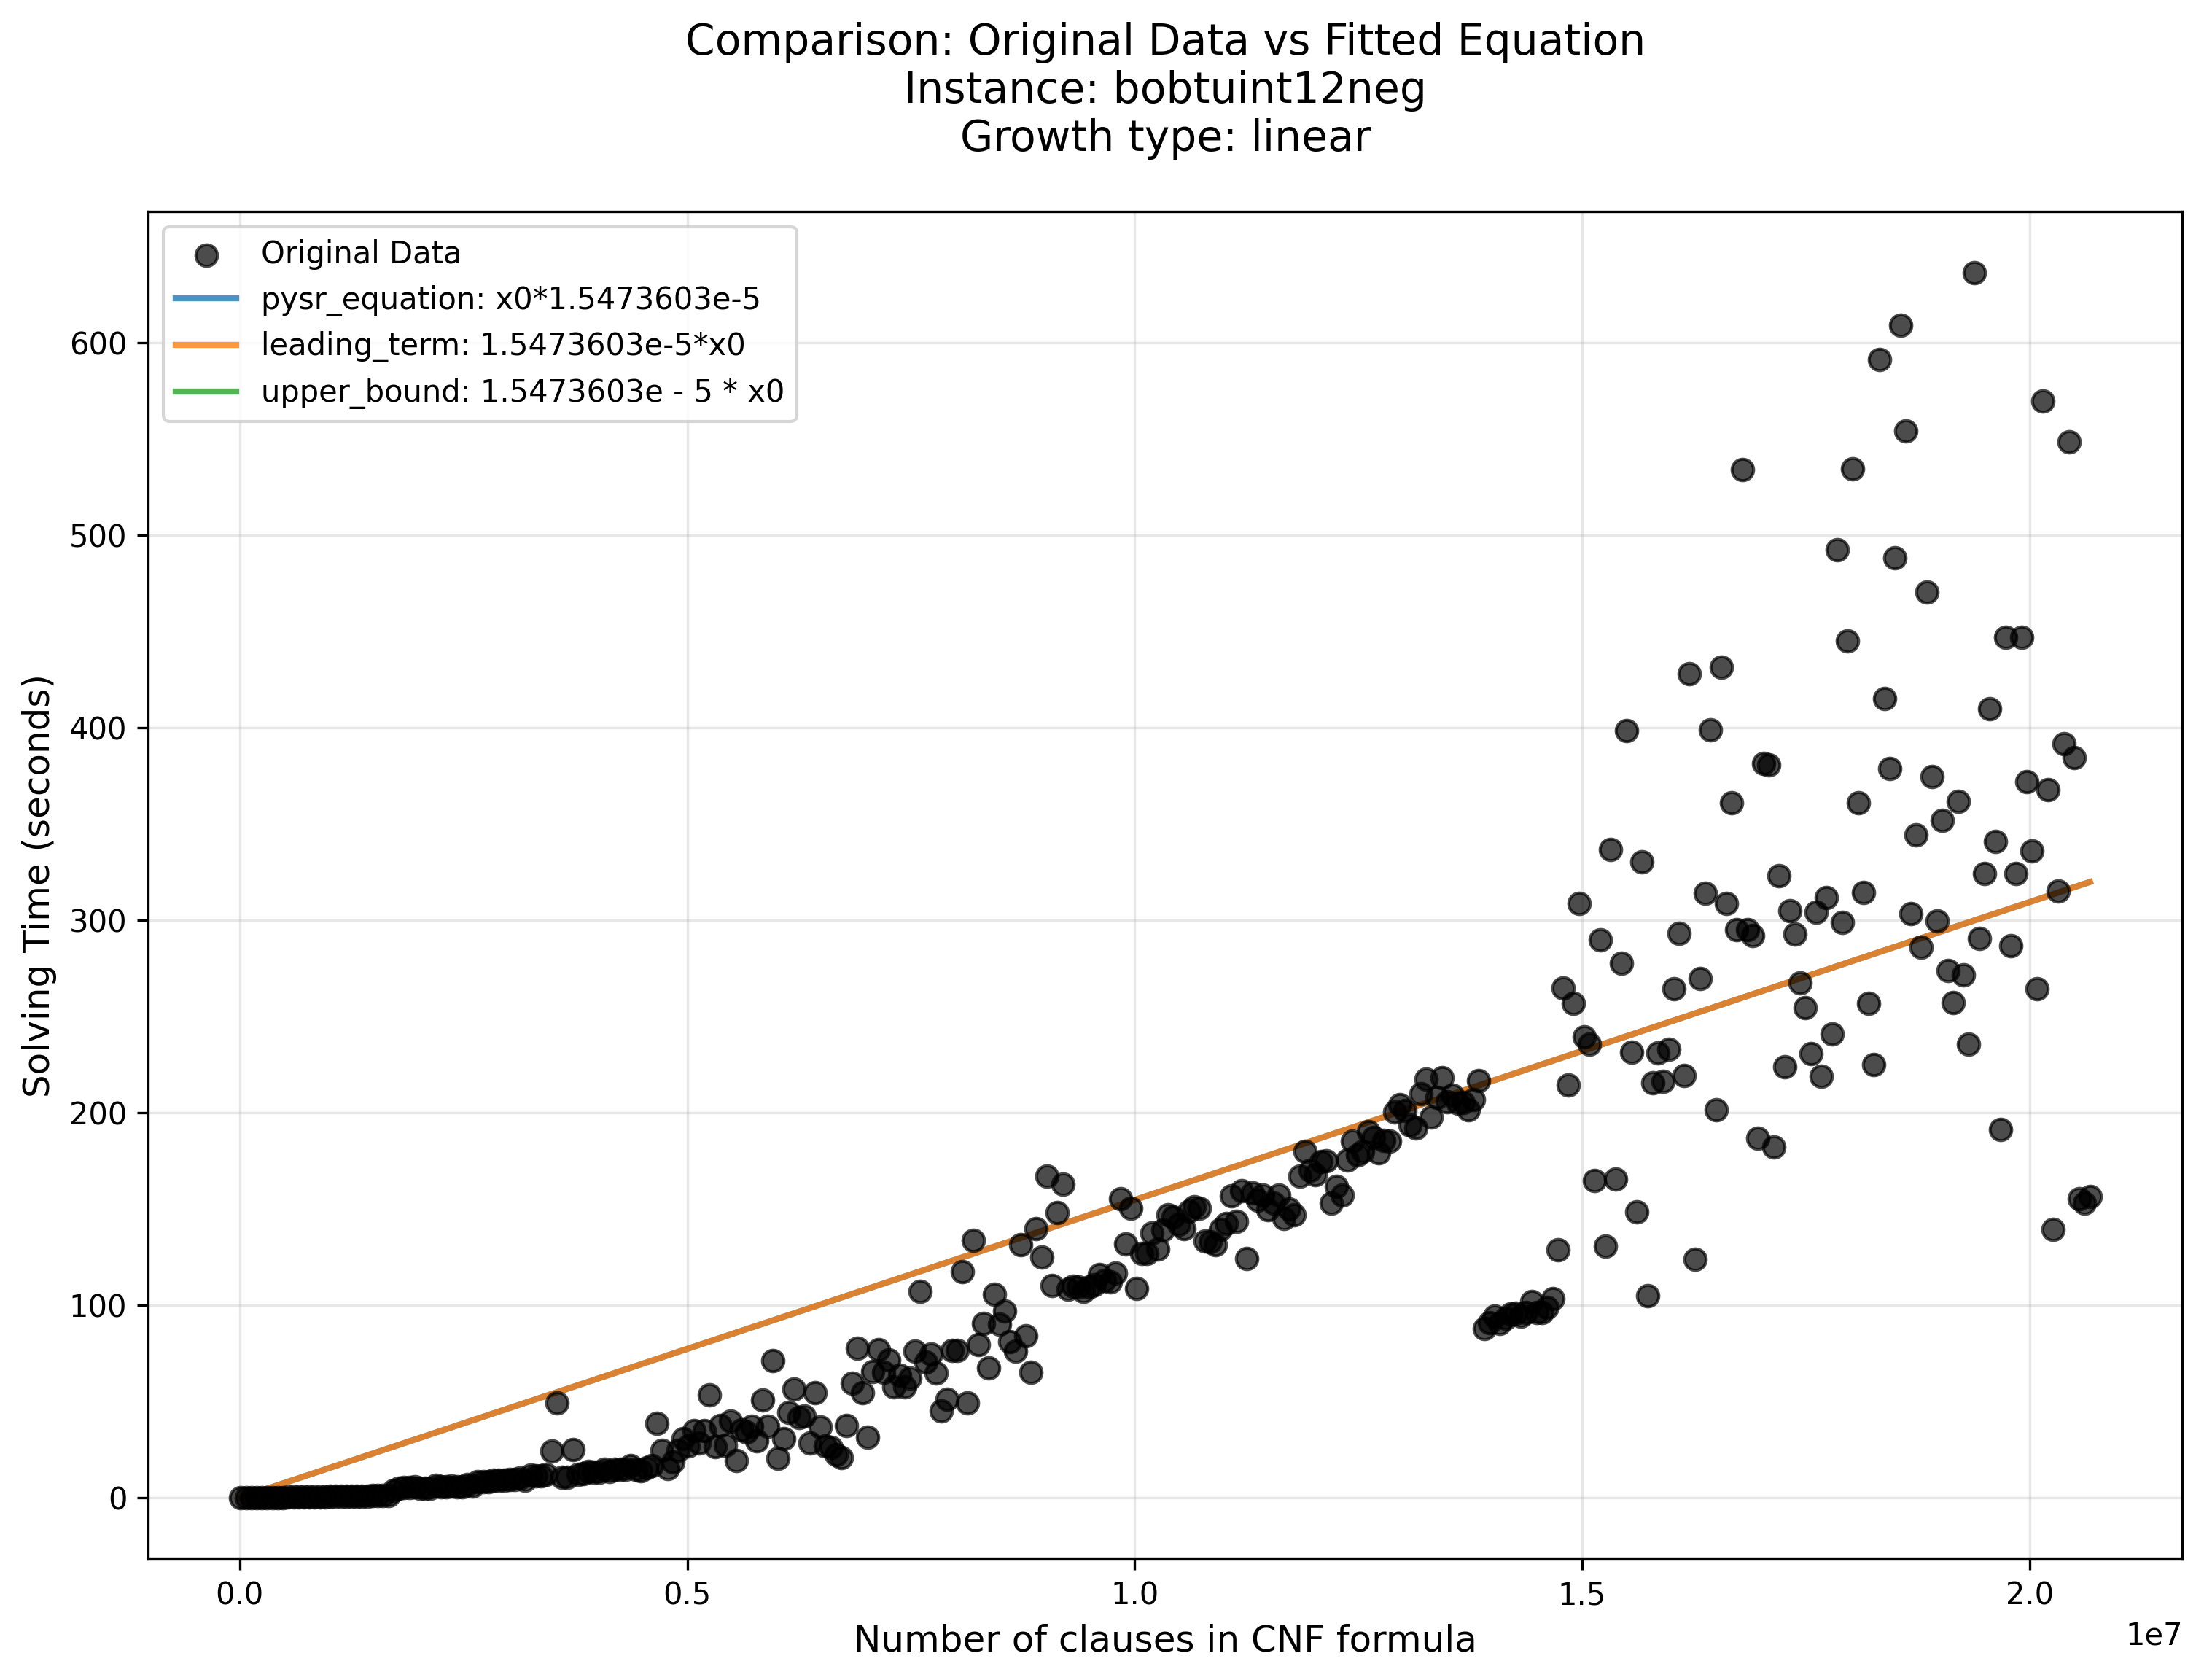 Comparison: Original Data vs Fitted Equation
Instance: bobtuint12neg
Growth type: linear
Original Data
pysr_equation: x0*1.5473603e-5
leading_term: 1.5473603e-5*x0
upper_bound: 1.5473603e - 5 * x0
Solving Time (seconds)
600
500
400
300
200
100
0
0.0
0.5
1.0
1.5
2.0
1e7
Number of clauses in CNF formula